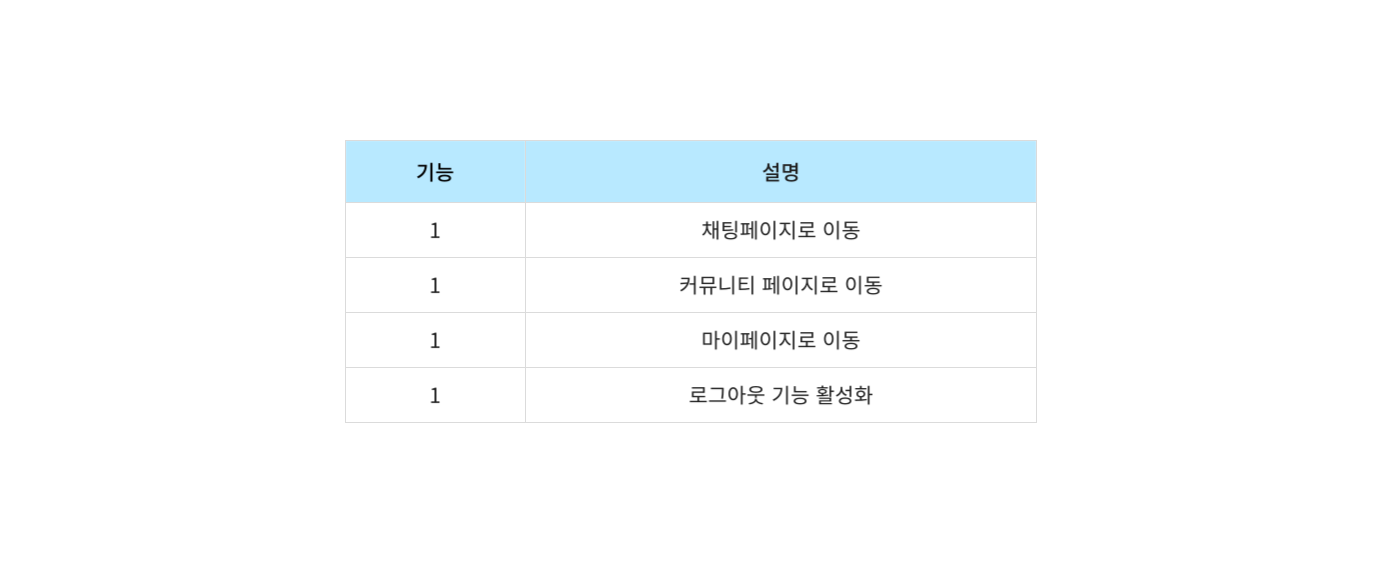 기능 설명
1 채팅페이지로 이동
1 커뮤니티 페이지로 이동
1 마이페이지로 이동
1 로그아웃 기능 활성화